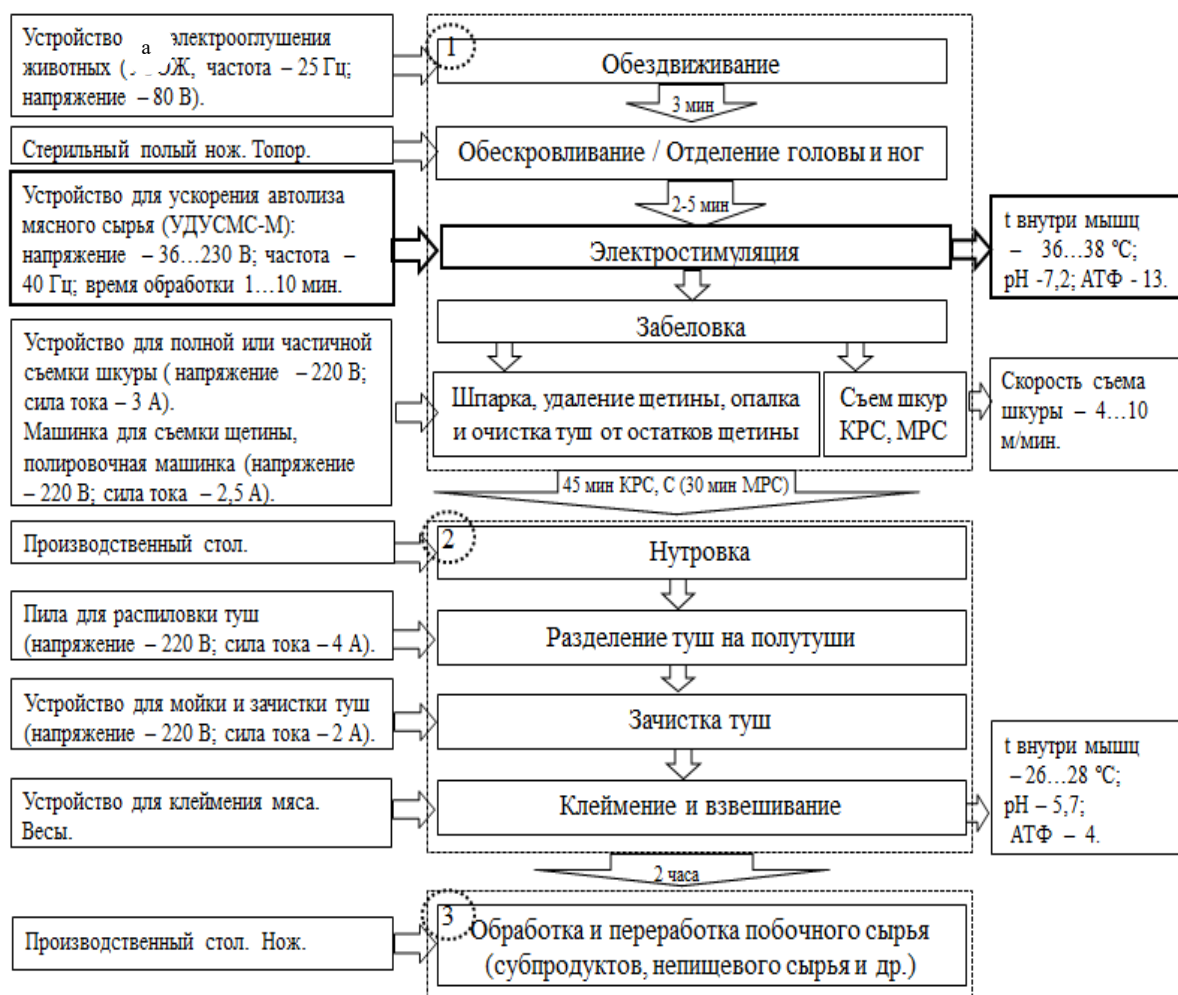 Устройство электрооглушения
а
животных ( ОЖ, частота – 25 Гц;
напряжение – 80 В).
1
Обездвиживание
3 мин
Стерильный полый нож. Топор.
Обескровливание / Отделение головы и ног
2-5 мин
Устройство для ускорения автолиза
мясного сырья (УДУСМС-М):
напряжение – 36…230 В; частота –
40 Гц; время обработки 1…10 мин.
Электростимуляция
t внутри мышц
– 36…38 °С;
рН -7,2; АТФ - 13.
Забеловка
Устройство для полной или частичной
съемки шкуры ( напряжение – 220 В;
сила тока – 3 А).
Машинка для съемки щетины,
полировочная машинка (напряжение
– 220 В; сила тока – 2,5 А).
Шпарка, удаление щетины, опалка
и очистка туш от остатков щетины
Съем шкур
КРС, МРС
Скорость съема
шкуры – 4…10
м/мин.
45 мин КРС, С (30 мин МРС)
Производственный стол.
2
Нутровка
Пила для распиловки туш
(напряжение – 220 В; сила тока – 4 А).
Разделение туш на полутуши
Устройство для мойки и зачистки туш
(напряжение – 220 В; сила тока – 2 А).
Зачистка туш
Устройство для клеймения мяса.
Весы.
Клеймение и взвешивание
t внутри мышц
– 26…28 °С;
рН – 5,7;
АТФ – 4.
2 часа
Производственный стол. Нож.
3
Обработка и переработка побочного сырья
(субпродуктов, непищевого сырья и др.)